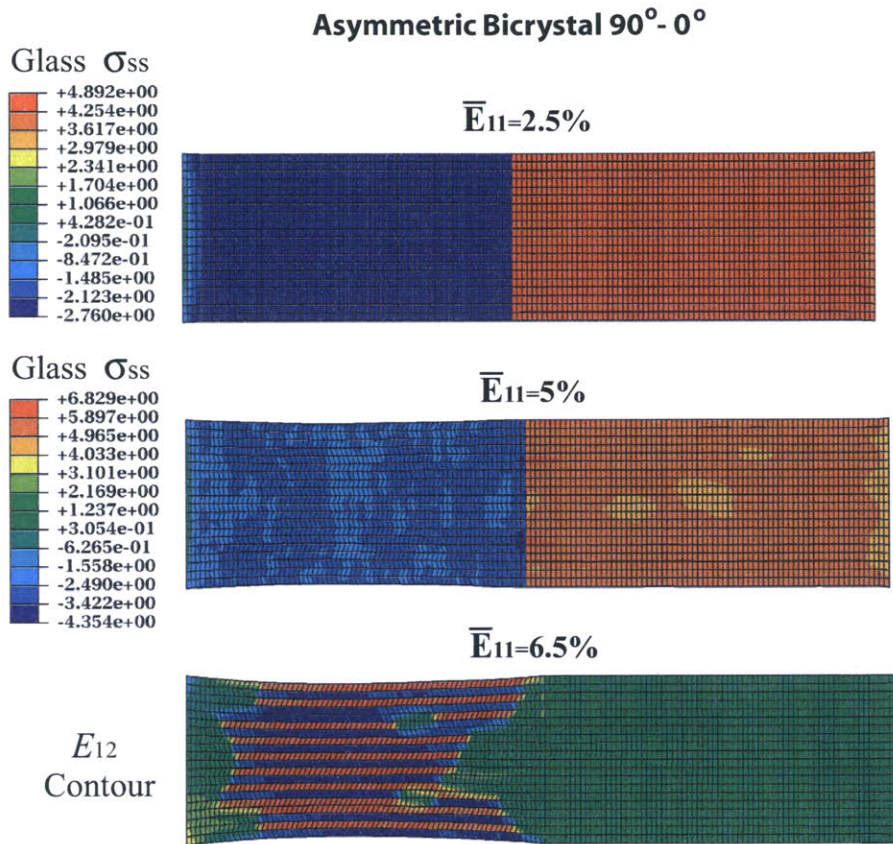 Asymmetric Bicrystal 90°- 0°
Glass σSS
+4.892e+00
+4.254e+00
+3.617e+00
+2.979e+00
+2.341e+00
+1.704e+00
+1.066e+00
+4.282e-01
-2.095e-01
-8.472e-01
-1.485e+00
-2.123e+00
-2.760e+00
E̅11=2.5%
Glass σSS
+6.829e+00
+5.897e+00
+4.965e+00
+4.033e+00
+3.101e+00
+2.169e+00
+1.237e+00
+3.054e-01
-6.265e-01
-1.558e+00
-2.490e+00
-3.422e+00
-4.354e+00
E̅11=5%
E̅11=6.5%
E12
Contour